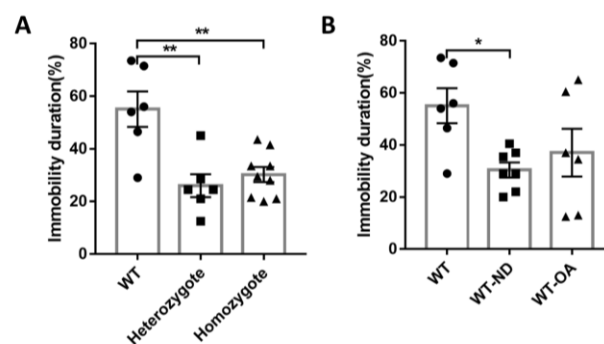 A
Immobility duration(%)
80
60
40
20
0
**
**
WT
Heterozygote
Homozygote
B
Immobility duration(%)
80
60
40
20
0
*
WT
WT-ND
WT-OA